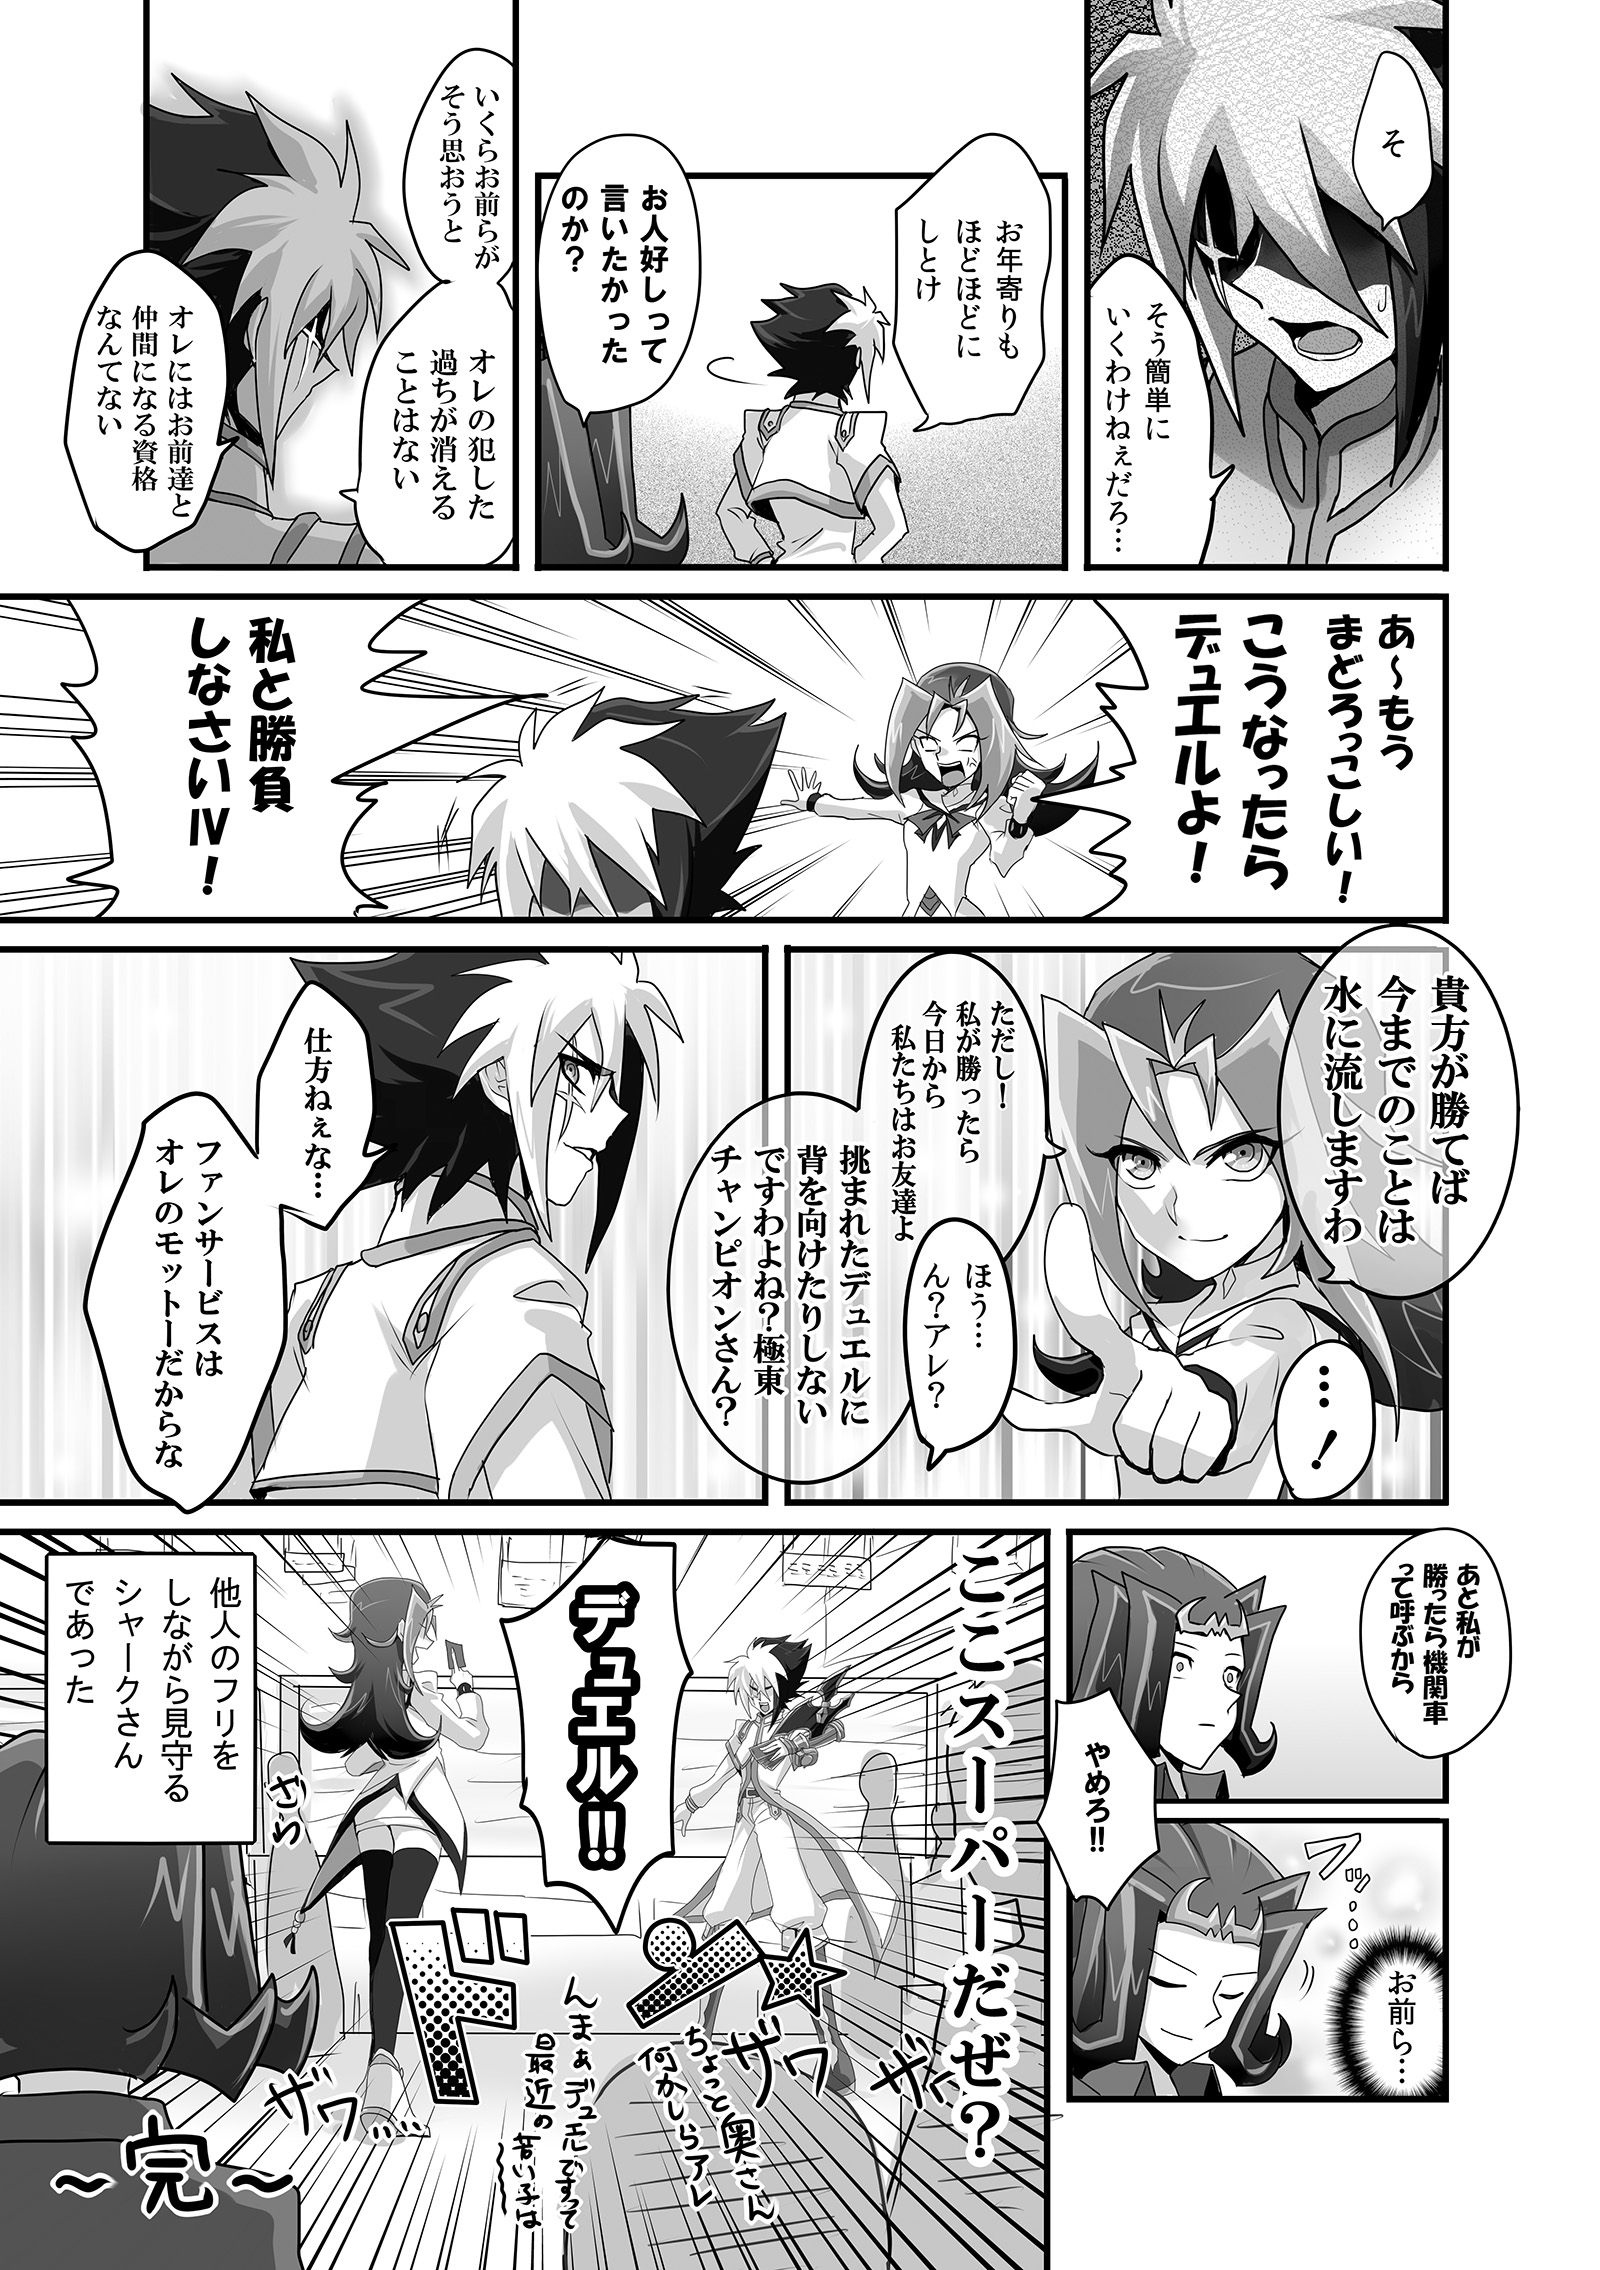 そ
そう簡単に
いくわけねぇだろ…
お年寄りも
ほどほどに
しとけ
お人好しって
言いたかった
のか？
いくらお前らが
そう思おうと
オレの犯した
過ちが消える
ことはない
オレにはお前達と
仲間になる資格
なんてない
あ～もう
まどろっこしい！
こうなったら
デュエルよ！
私と勝負
しなさいⅣ！
貴方が勝てば
今までのことは
水に流しますわ
…！
ただし！
私が勝ったら
今日から
私たちはお友達よ
ほう…
ん？アレ？
挑まれたデュエルに
背を向けたりしない
ですわよね？極東
チャンピオンさん？
仕方ねぇな…
ファンサービスは
オレのモットーだからな
あと私が
勝ったら機関車
って呼ぶから
やめろ!!
フッ……
お前ら…
ここスーパーだぜ？
デュエル!!
ド
ン☆
ざわ
ザワ
ざわ
ザワ…
ちょっと奥さん
何かしらアレ
んまぁデュエルですって
最近の若い子は
他人のフリを
しながら見守る
シャークさん
であった
～完～